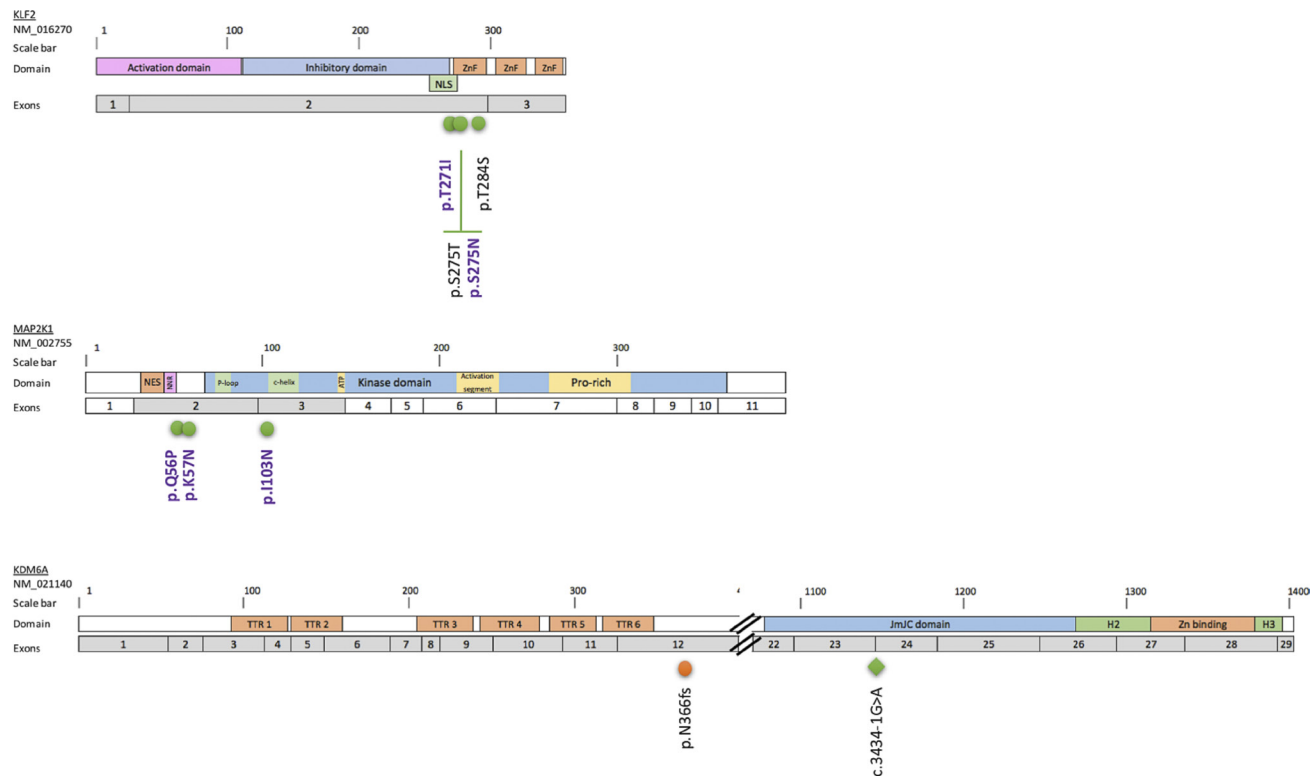 KLF2
NM_016270
Scale bar 1 100 200 300
Domain Activation domain Inhibitory domain ZnF ZnF ZnF
NLS
Exons 1 2 3
p.T271I p.T284S
p.S275T p.S275N
MAP2K1
NM_002755
Scale bar 1 100 200 300
Domain NES NNR P-loop c-helix ATP Kinase domain Activation segment Pro-rich
Exons 1 2 3 4 5 6 7 8 9 10 11
p.Q56P p.K57N p.I103N
KDM6A
NM_021140
Scale bar 1 100 200 300 1100 1200 1300 1400
Domain TTR 1 TTR 2 TTR 3 TTR 4 TTR 5 TTR 6 JmJC domain H2 Zn binding H3
Exons 1 2 3 4 5 6 7 8 9 10 11 12 22 23 24 25 26 27 28 29
p.N366fs c.3434-1G>A